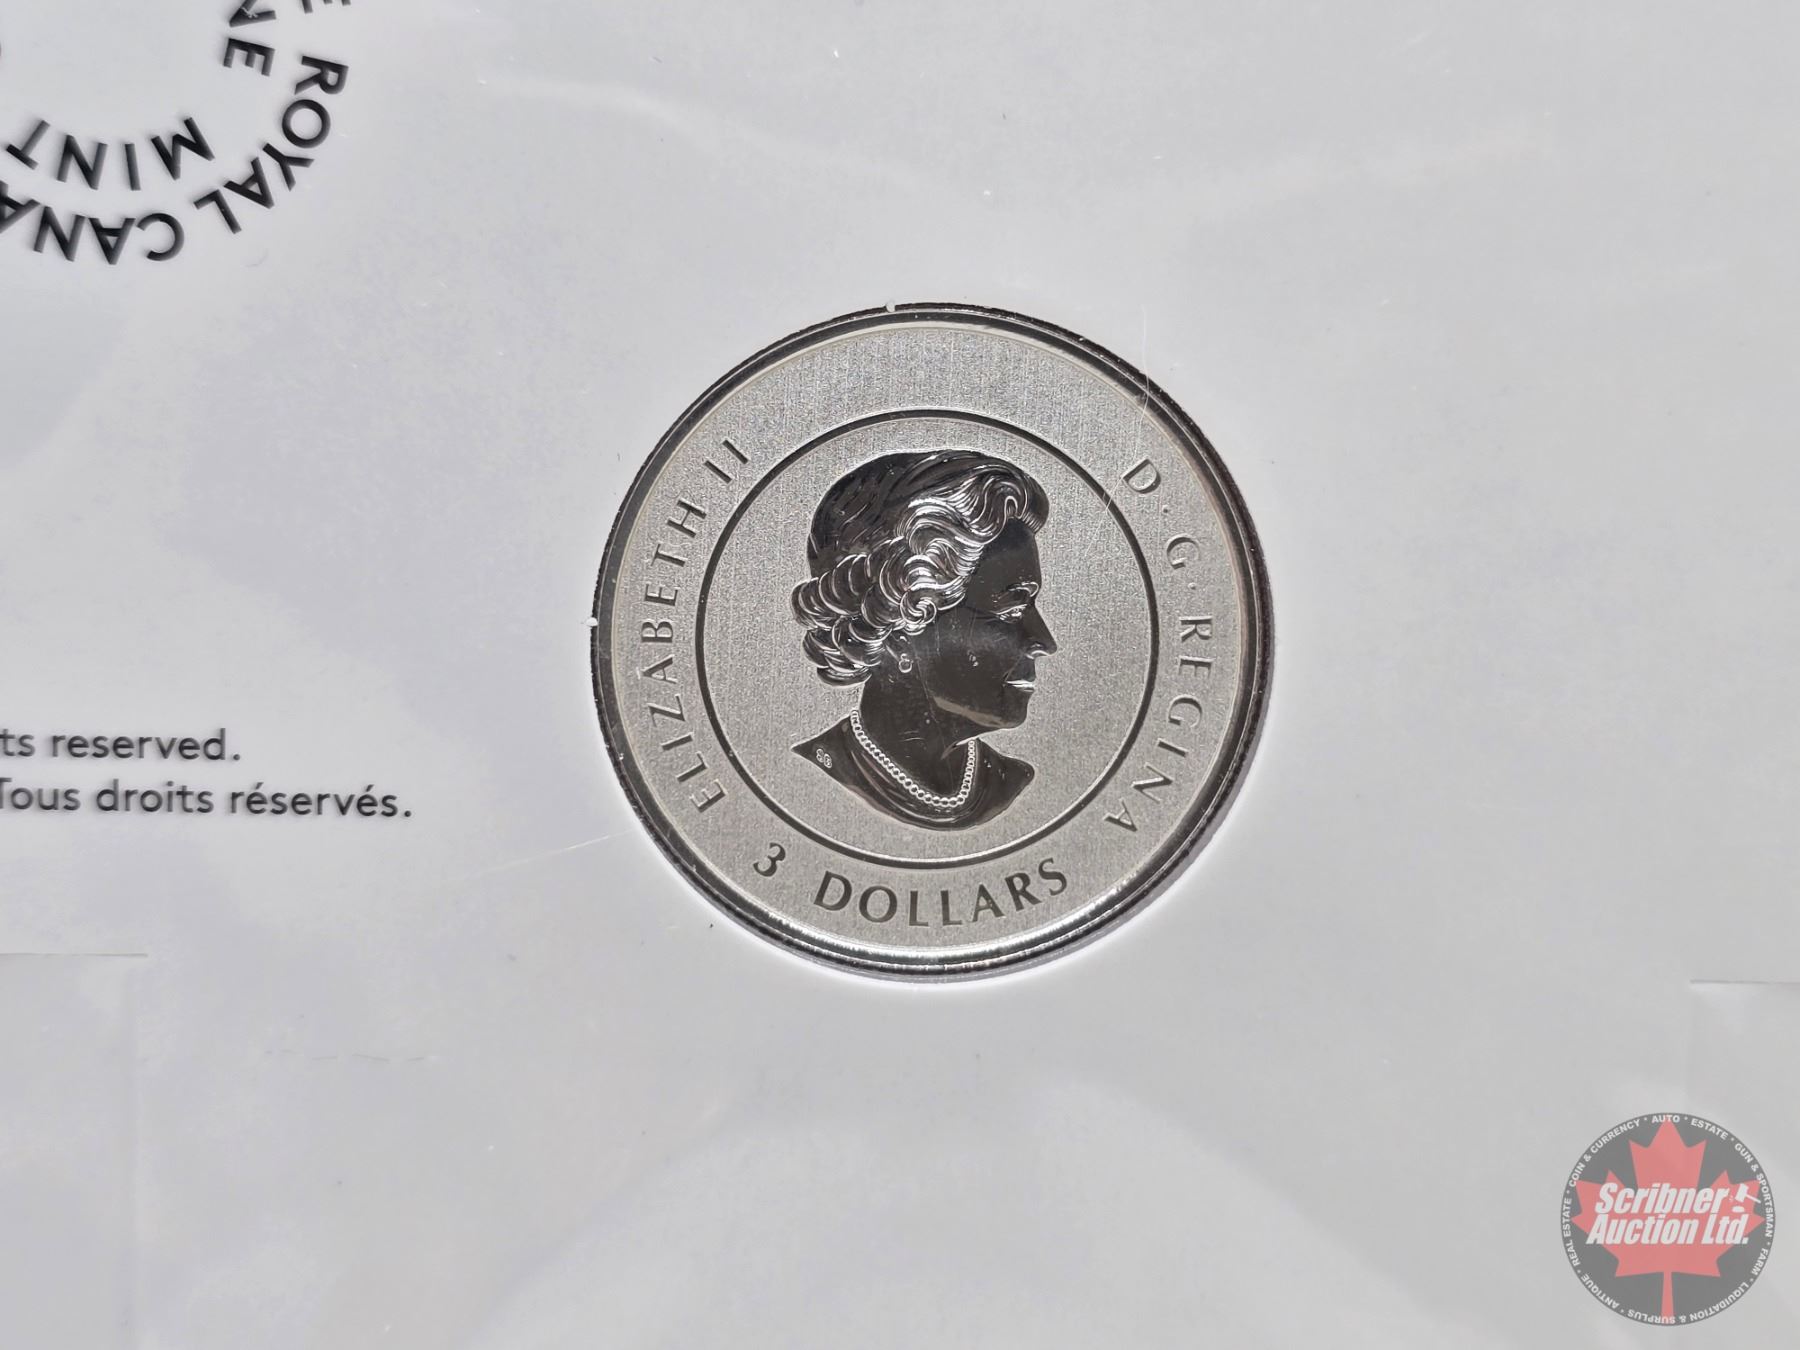 ROYAL CANA
MINT
ts reserved.
Tous droits réservés.
ELIZABETH II D·G·REGINA
3 DOLLARS
COIN & CURRENCY · AUTO · ESTATE · GUN & SPORTSMAN · FARM · LIQUIDATION & SURPLUS · ANTIQUE · REAL ESTATE ·
Scribner
Auction Ltd.